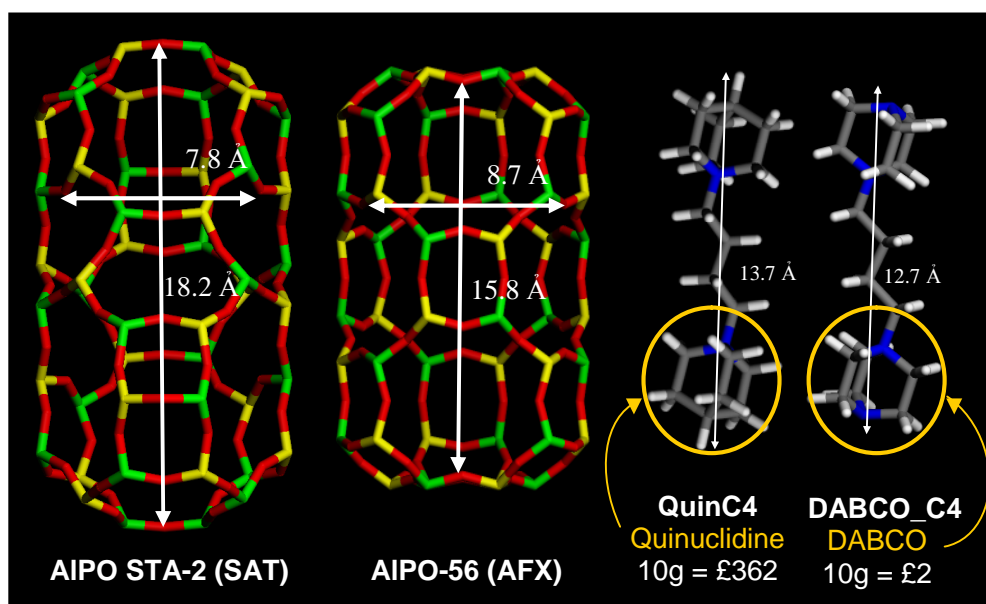 7.8 Å
18.2 Å
AlPO STA-2 (SAT)
8.7 Å
15.8 Å
AlPO-56 (AFX)
13.7 Å
QuinC4
Quinuclidine
10g = £362
12.7 Å
DABCO_C4
DABCO
10g = £2